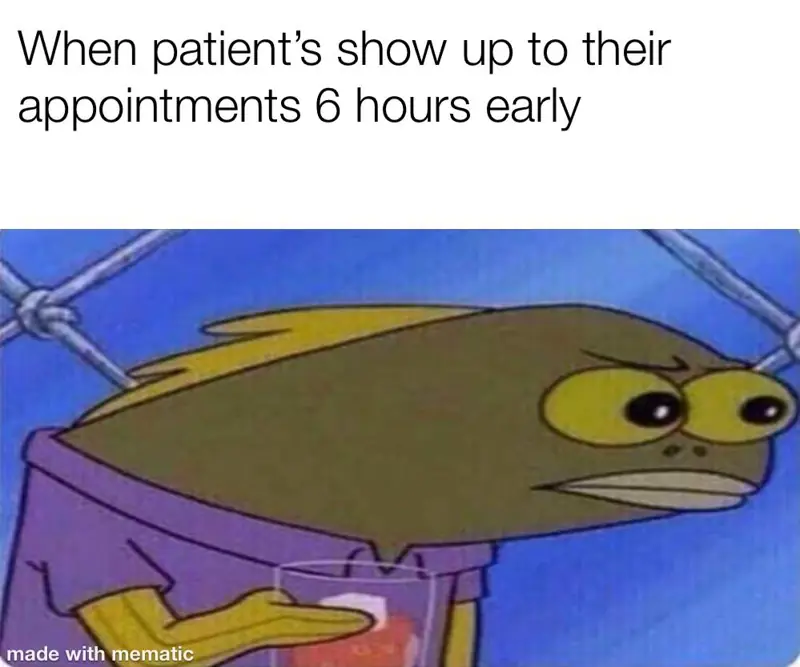 When patient’s show up to their
appointments 6 hours early
made with mematic